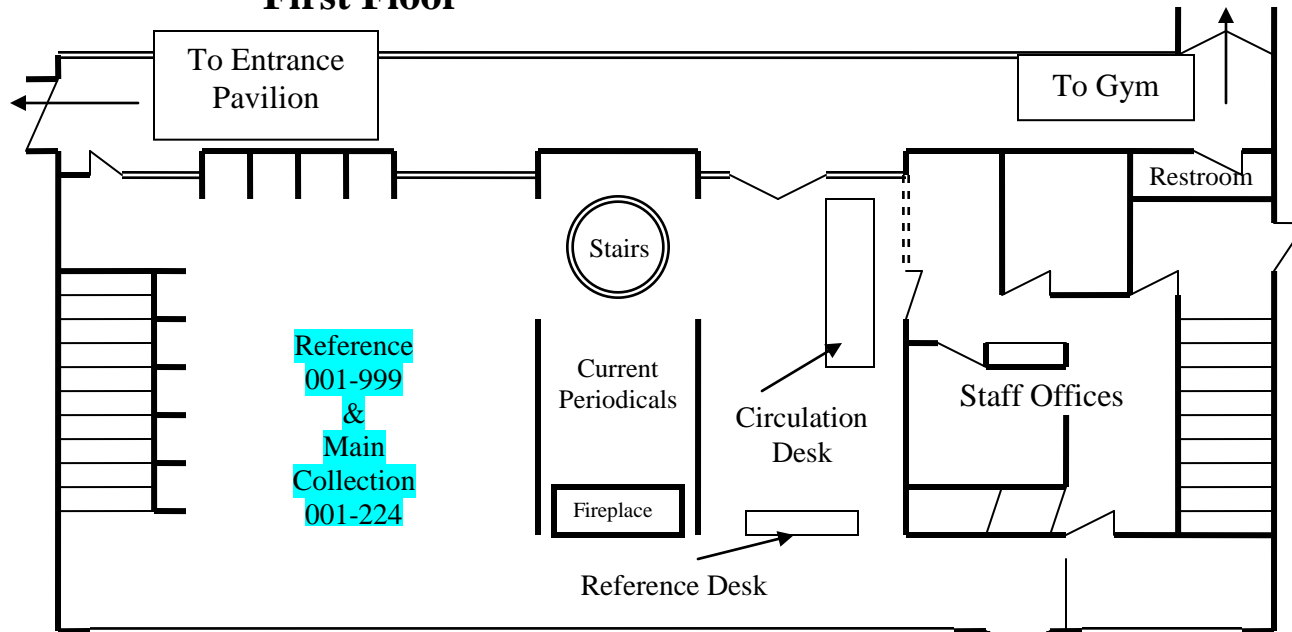 First Floor
To Entrance
Pavilion
To Gym
Restroom
Stairs
Reference
001-999
&
Main
Collection
001-224
Current
Periodicals
Circulation
Desk
Staff Offices
Fireplace
Reference Desk